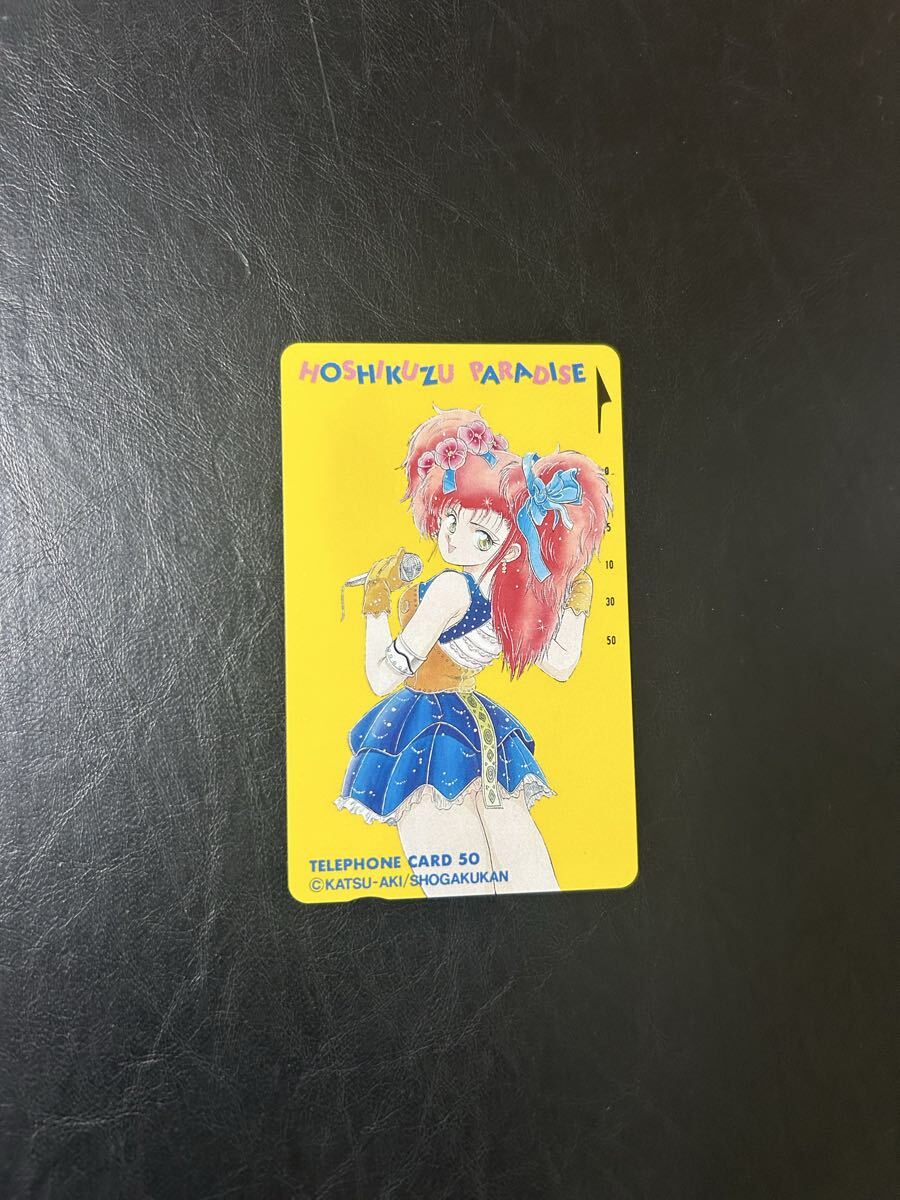 HOSHIKUZU PARADISE
0
5
10
30
50
TELEPHONE CARD 50
©KATSU-AKI/SHOGAKUKAN